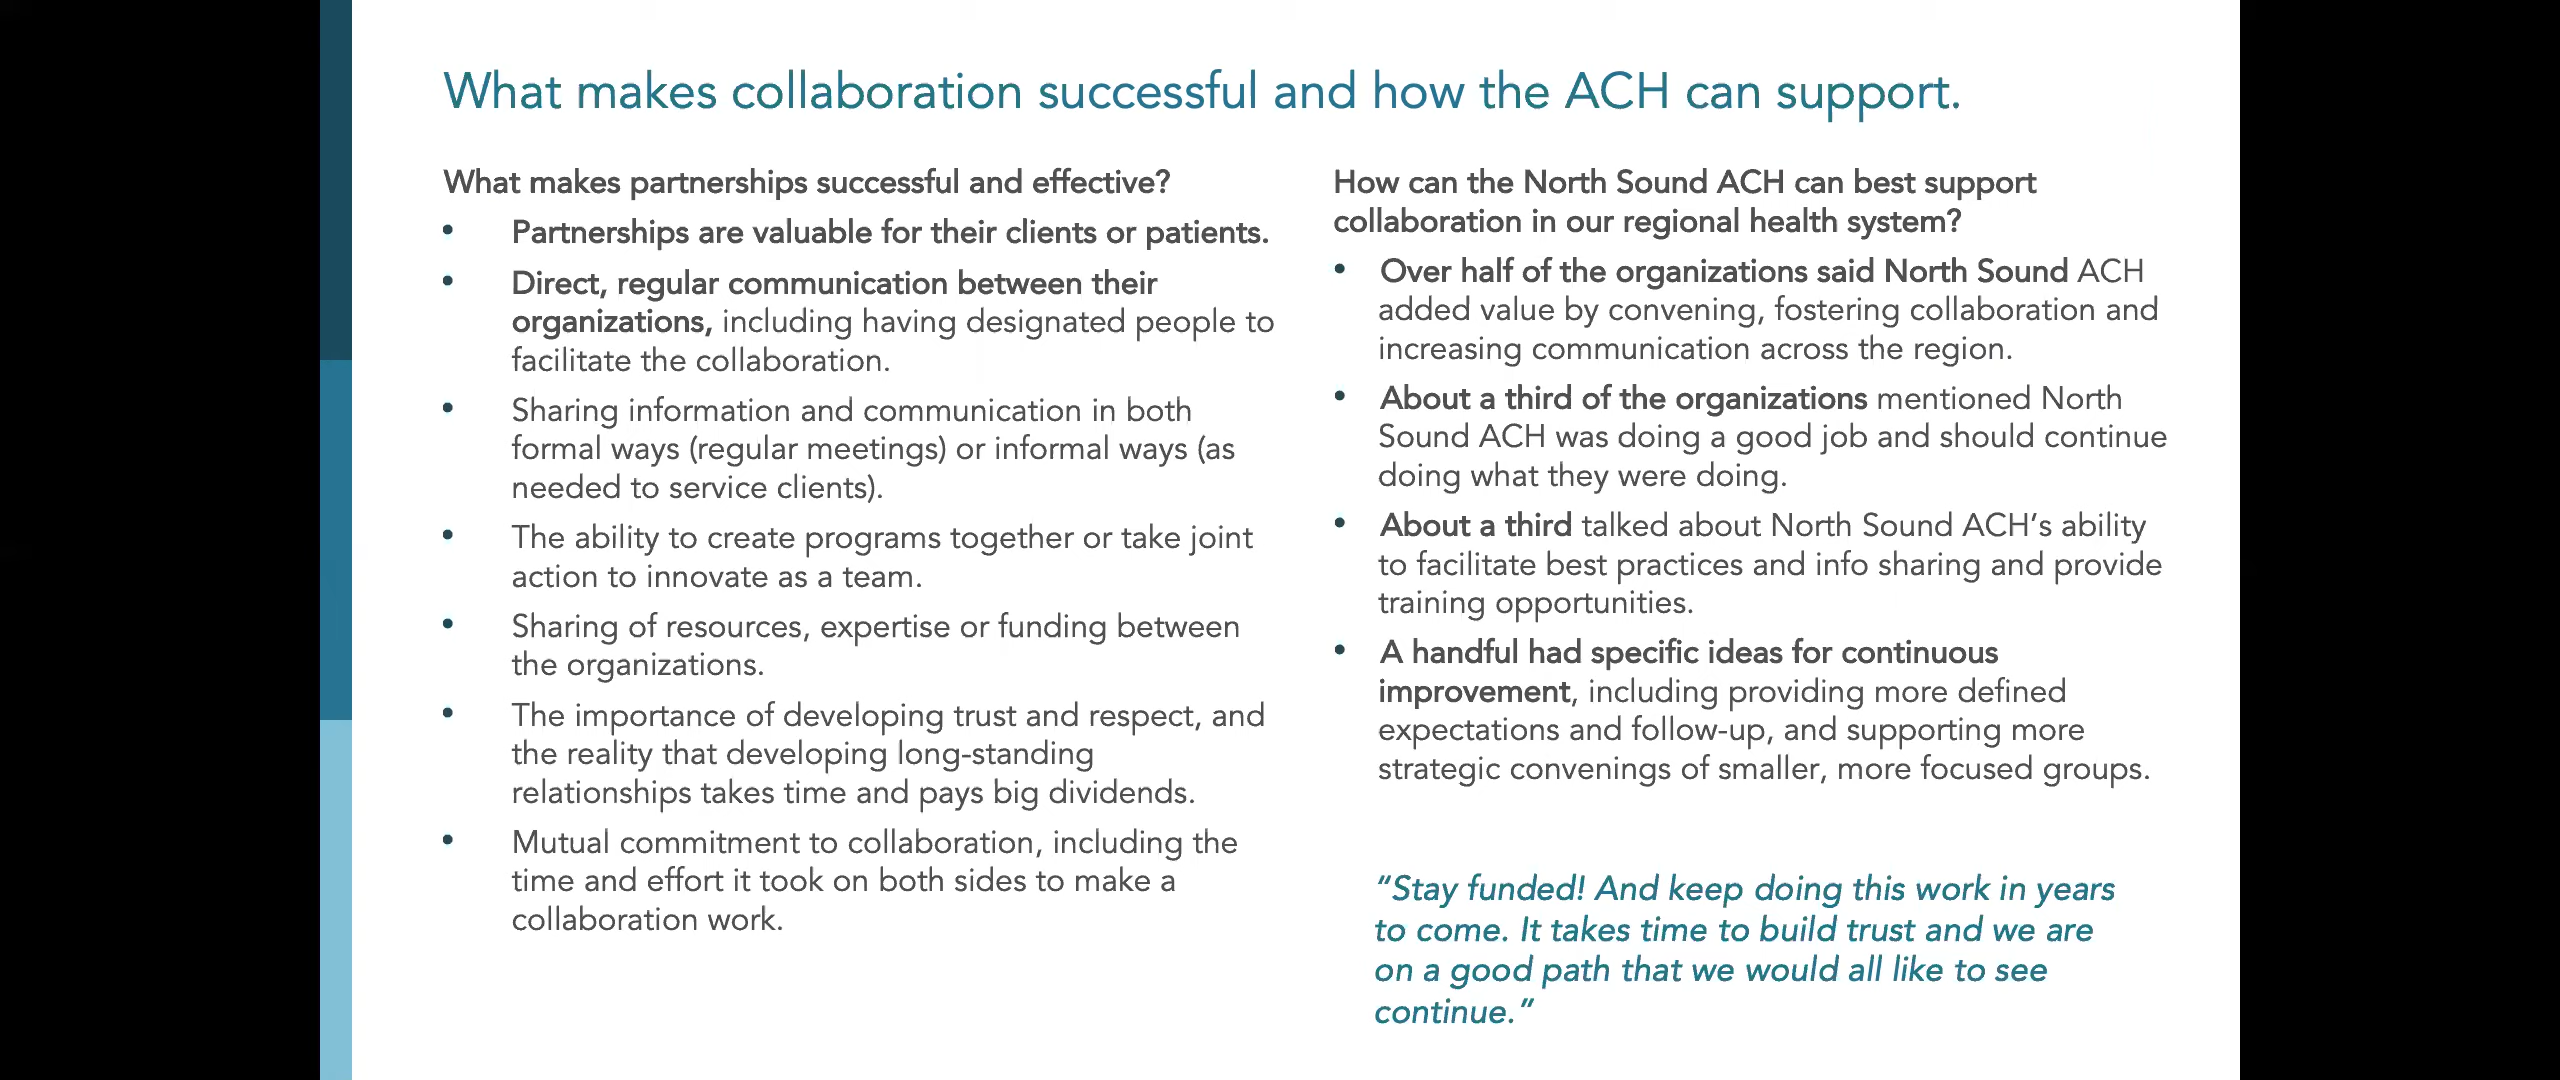 What makes collaboration successful and how the ACH can support.
What makes partnerships successful and effective?
• Partnerships are valuable for their clients or patients.
• Direct, regular communication between their
organizations, including having designated people to
facilitate the collaboration.
• Sharing information and communication in both
formal ways (regular meetings) or informal ways (as
needed to service clients).
• The ability to create programs together or take joint
action to innovate as a team.
• Sharing of resources, expertise or funding between
the organizations.
• The importance of developing trust and respect, and
the reality that developing long-standing
relationships takes time and pays big dividends.
• Mutual commitment to collaboration, including the
time and effort it took on both sides to make a
collaboration work.
How can the North Sound ACH can best support
collaboration in our regional health system?
• Over half of the organizations said North Sound ACH
added value by convening, fostering collaboration and
increasing communication across the region.
• About a third of the organizations mentioned North
Sound ACH was doing a good job and should continue
doing what they were doing.
• About a third talked about North Sound ACH’s ability
to facilitate best practices and info sharing and provide
training opportunities.
• A handful had specific ideas for continuous
improvement, including providing more defined
expectations and follow-up, and supporting more
strategic convenings of smaller, more focused groups.
“Stay funded! And keep doing this work in years
to come. It takes time to build trust and we are
on a good path that we would all like to see
continue.”